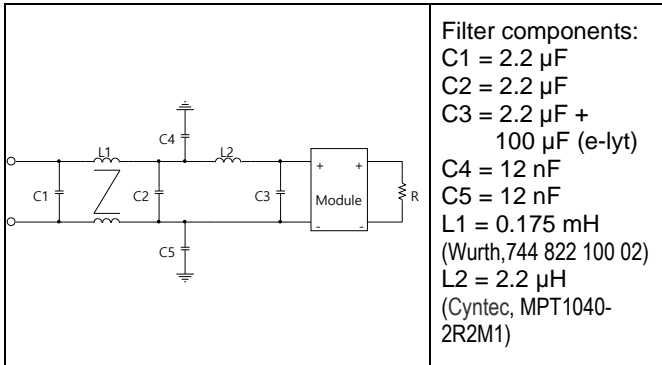 C4
L1
L2
C1
C2
C3
+ +
Module
R
- -
C5
Filter components:
C1 = 2.2 µF
C2 = 2.2 µF
C3 = 2.2 µF +
100 µF (e-lyt)
C4 = 12 nF
C5 = 12 nF
L1 = 0.175 mH
(Wurth,744 822 100 02)
L2 = 2.2 µH
(Cyntec, MPT1040-
2R2M1)